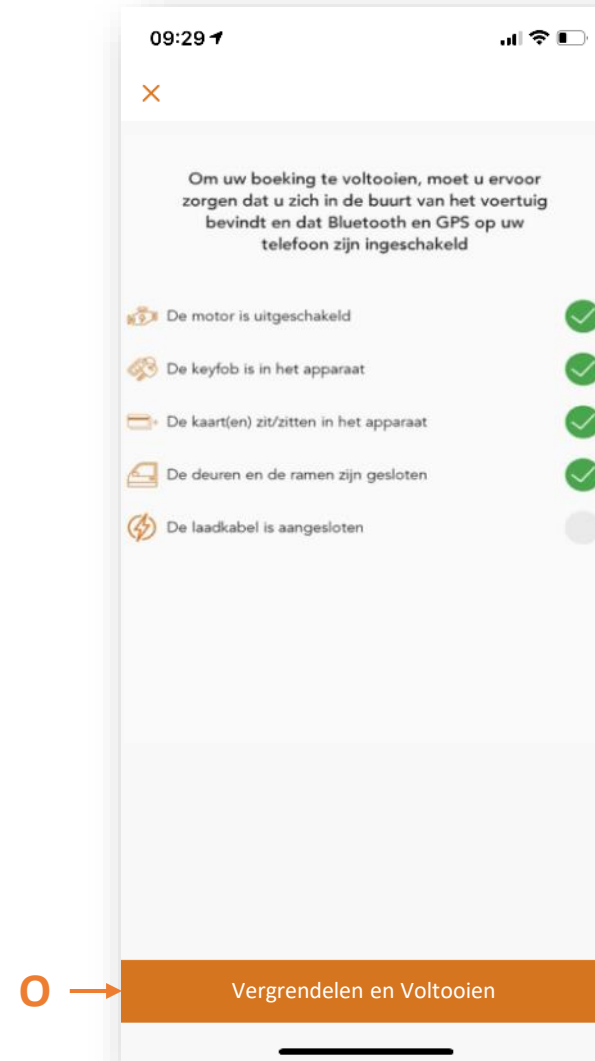 09:29
Om uw boeking te voltooien, moet u ervoor
zorgen dat u zich in de buurt van het voertuig
bevindt en dat Bluetooth en GPS op uw
telefoon zijn ingeschakeld
De motor is uitgeschakeld
De keyfob is in het apparaat
De kaart(en) zit/zitten in het apparaat
De deuren en de ramen zijn gesloten
De laadkabel is aangesloten
O
Vergrendelen en Voltooien